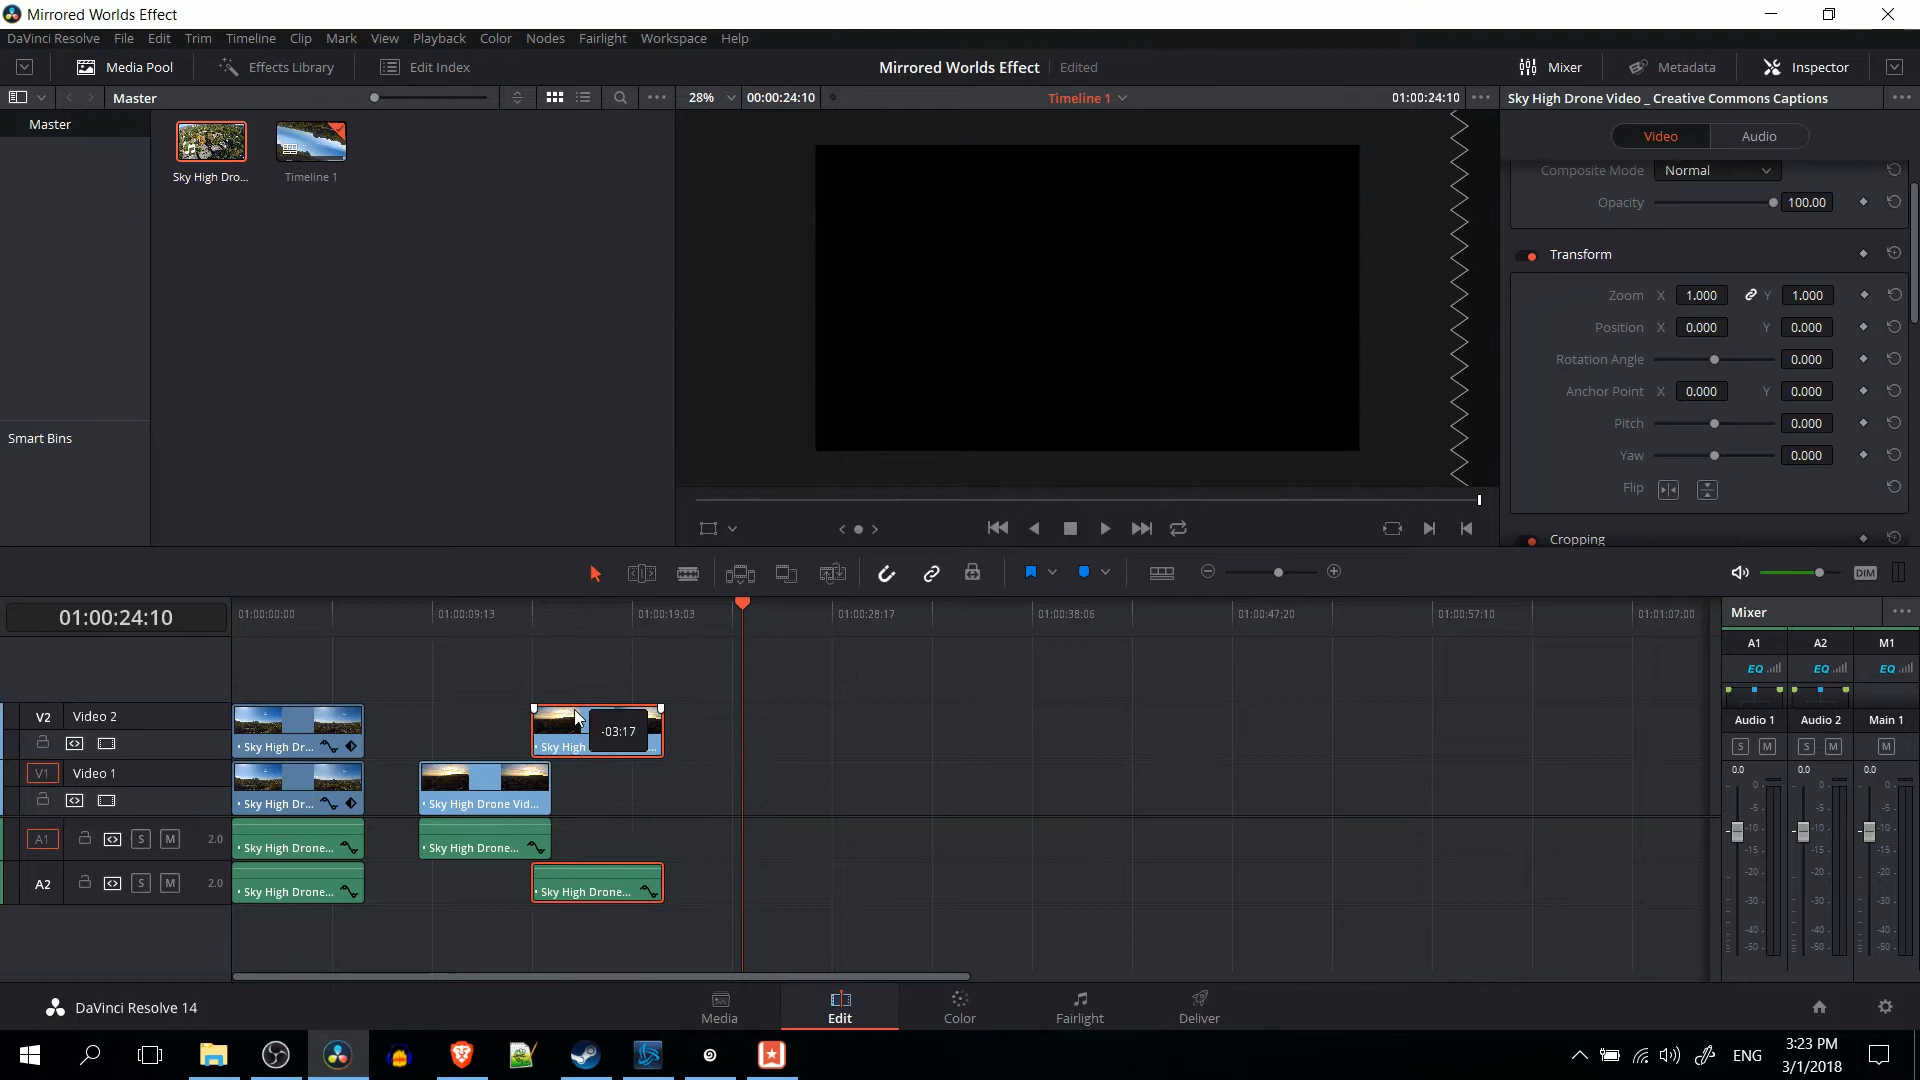 Mirrored Worlds Effect
DaVinci Resolve File Edit Trim Timeline Clip Mark View Playback Color Nodes Fairlight Workspace Help
Media Pool Effects Library Edit Index Mirrored Worlds Effect Edited Mixer Metadata Inspector
Master 28% 00:00:24:10 Timeline 1 01:00:24:10 Sky High Drone Video _ Creative Commons Captions
Master
Video Audio
Sky High Dro... Timeline 1
Composite Mode Normal
Opacity 100.00
Transform
Zoom X 1.000 Y 1.000
Position X 0.000 Y 0.000
Rotation Angle 0.000
Anchor Point X 0.000 Y 0.000
Pitch 0.000
Yaw 0.000
Flip
Cropping
Smart Bins
DIM
01:00:24:10 01:00:00:00 01:00:09:13 01:00:19:03 01:00:28:17 01:00:38:06 01:00:47:20 01:00:57:10 01:01:07:00
Mixer
A1 A2 M1
EQ EQ EQ
Audio 1 Audio 2 Main 1
S M S M M
0.0 0.0 0.0
-5 -5 -5
-10 -10 -10
-15 -15 -15
-20 -20 -20
-30 -30 -30
-40 -40 -40
-50 -50 -50
V2 Video 2
• Sky High Dr... • Sky High -03:17 ...
V1 Video 1
• Sky High Dr... • Sky High Drone Vid...
A1 S M 2.0
• Sky High Drone... • Sky High Drone...
A2 S M 2.0
• Sky High Drone... • Sky High Drone...
DaVinci Resolve 14
Media Edit Color Fairlight Deliver
ENG 3:23 PM
3/1/2018